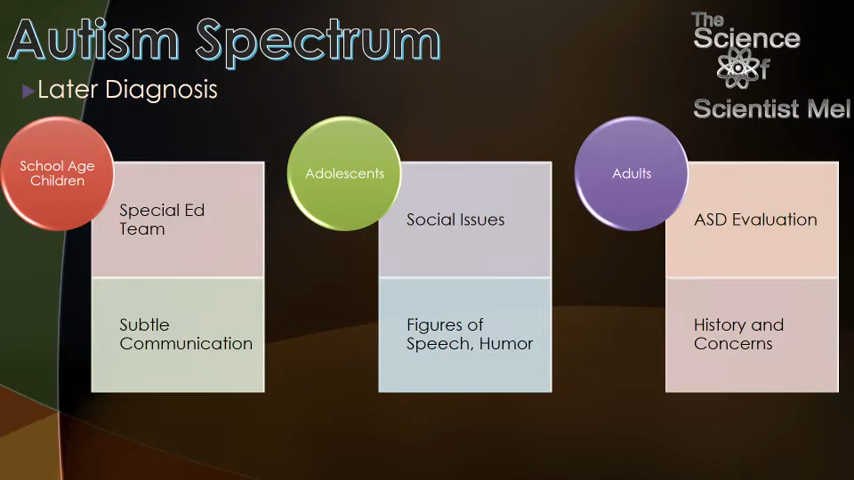 Autism Spectrum
Later Diagnosis
The
Science
Of
Scientist Mel
School Age
Children
Special Ed
Team
Subtle
Communication
Adolescents
Social Issues
Figures of
Speech, Humor
Adults
ASD Evaluation
History and
Concerns